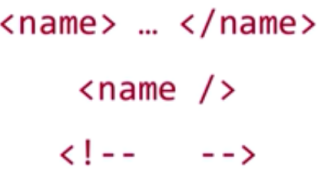 <name> … </name>
<name />
<!--   -->